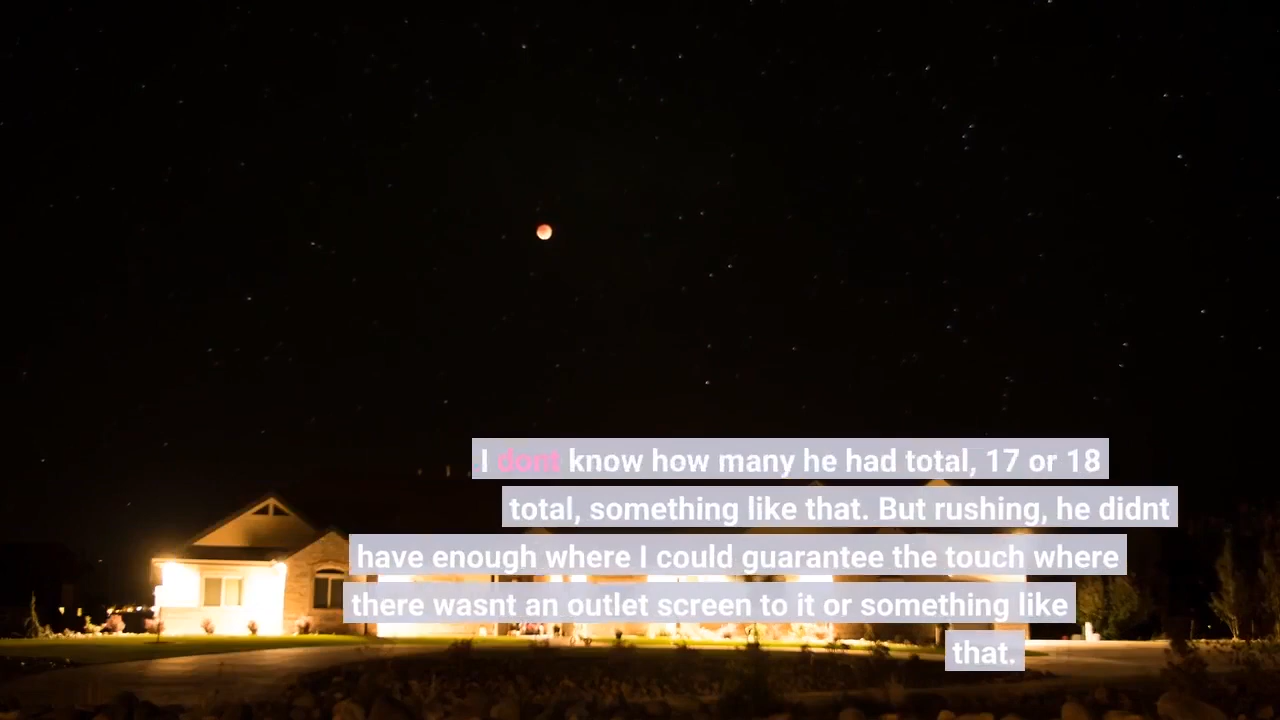 I dont know how many he had total, 17 or 18
total, something like that. But rushing, he didnt
have enough where I could guarantee the touch where
there wasnt an outlet screen to it or something like
that.